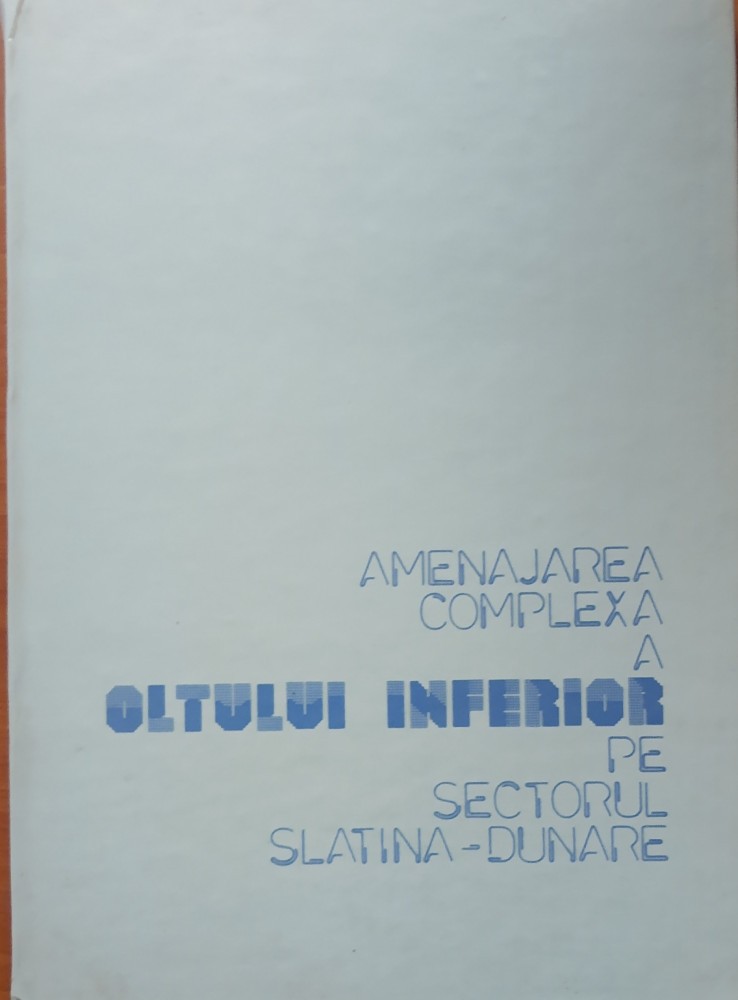 AMENAJAREA
COMPLEXA
A
OLTULUI INFERIOR
PE
SECTORUL
SLATINA-DUNARE